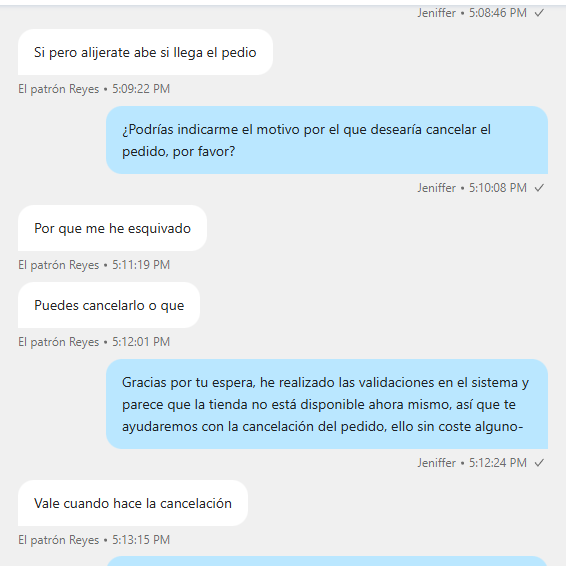 Jeniffer • 5:08:46 PM ✓
Si pero alijerate abe si llega el pedio
El patrón Reyes • 5:09:22 PM
¿Podrías indicarme el motivo por el que desearía cancelar el
pedido, por favor?
Jeniffer • 5:10:08 PM ✓
Por que me he esquivado
El patrón Reyes • 5:11:19 PM
Puedes cancelarlo o que
El patrón Reyes • 5:12:01 PM
Gracias por tu espera, he realizado las validaciones en el sistema y
parece que la tienda no está disponible ahora mismo, así que te
ayudaremos con la cancelación del pedido, ello sin coste alguno-
Jeniffer • 5:12:24 PM ✓
Vale cuando hace la cancelación
El patrón Reyes • 5:13:15 PM